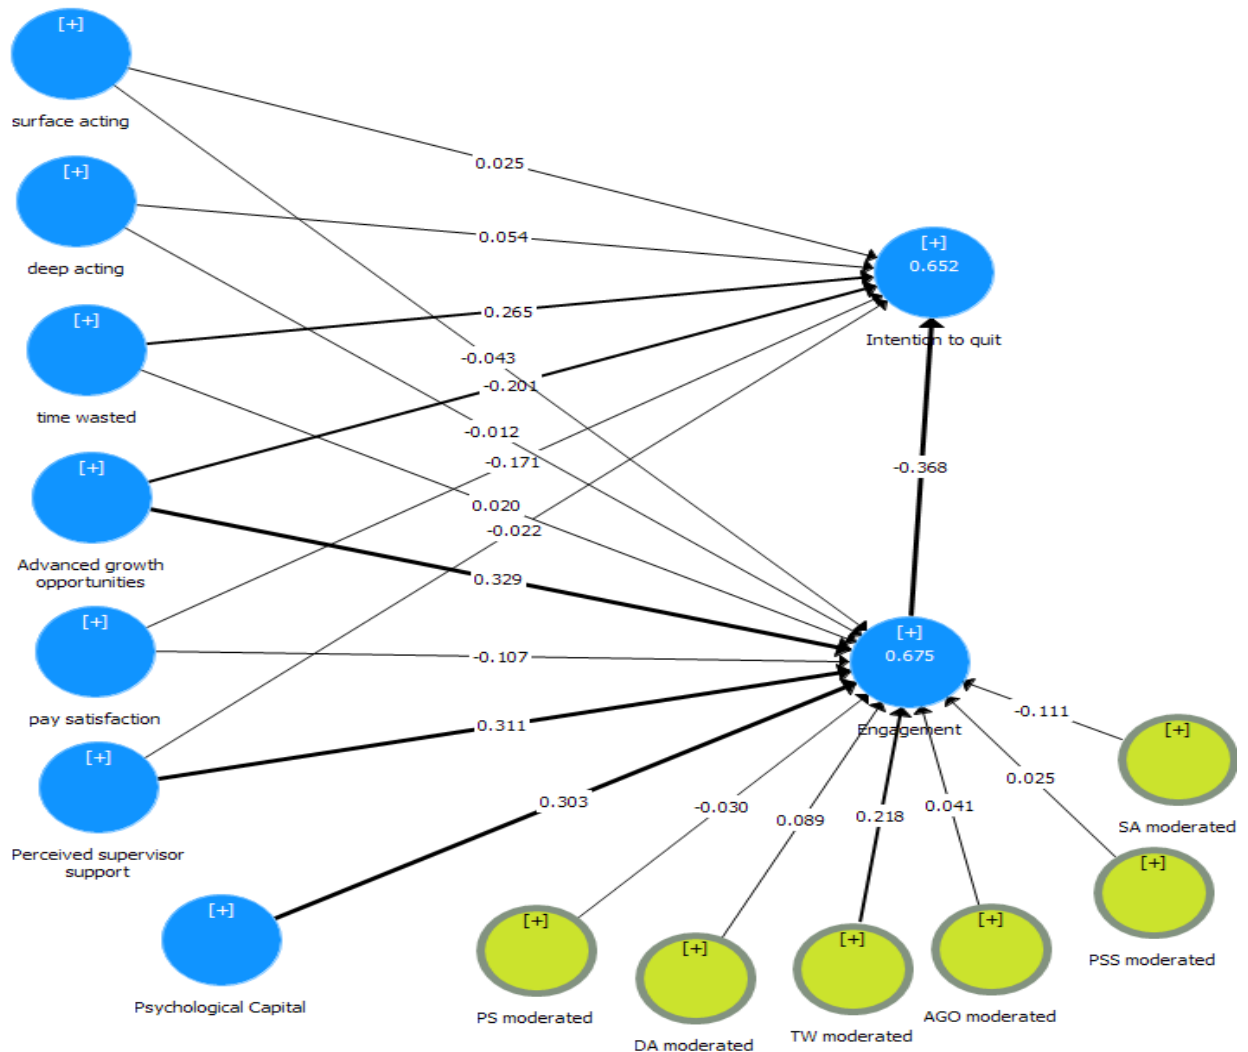 [+]
surface acting
[+]
deep acting
[+]
time wasted
[+]
Advanced growth
opportunities
[+]
pay satisfaction
[+]
Perceived supervisor
support
[+]
Psychological Capital
0.025
0.054
0.265
-0.043
-0.201
-0.012
-0.171
0.020
-0.022
0.329
-0.107
0.311
0.303
[+]
0.652
Intention to quit
-0.368
[+]
0.675
Engagement
-0.030
0.089
0.218
0.041
0.025
-0.111
[+]
PS moderated
[+]
DA moderated
[+]
TW moderated
[+]
AGO moderated
[+]
PSS moderated
[+]
SA moderated